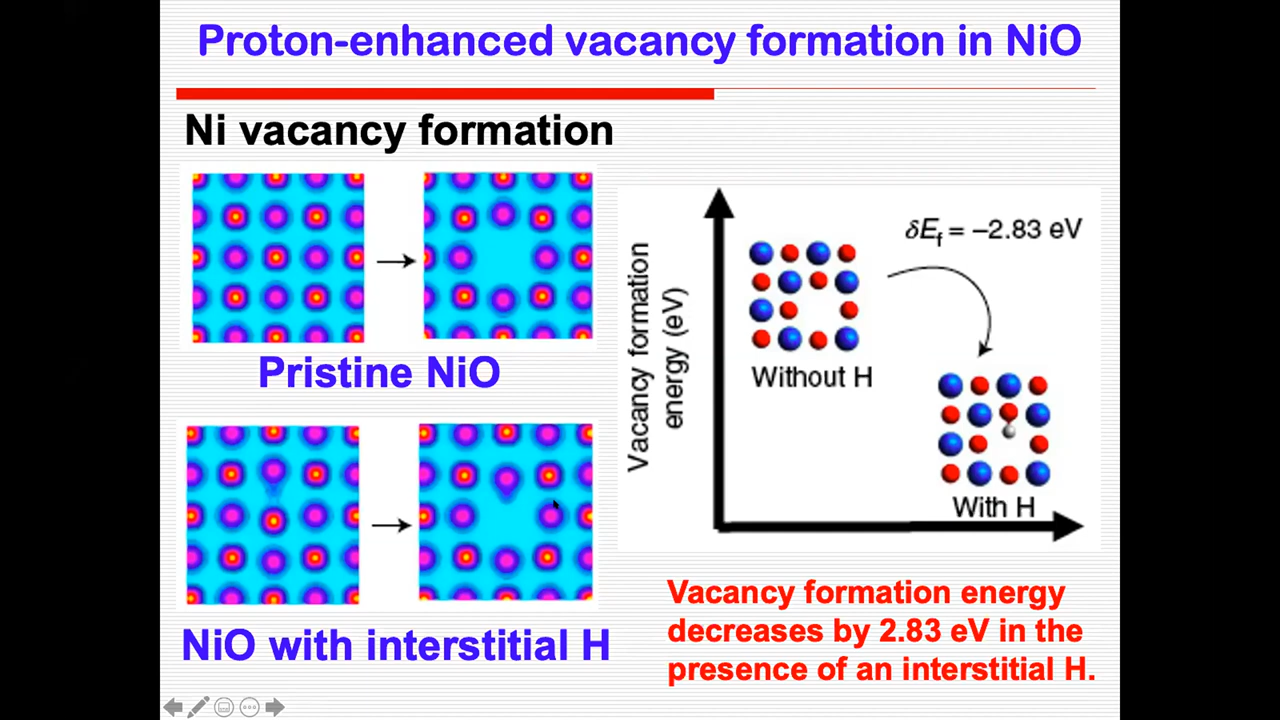 Proton-enhanced vacancy formation in NiO
Ni vacancy formation
Pristine NiO
NiO with interstitial H
Vacancy formation
energy (eV)
δEf = −2.83 eV
Without H
With H
Vacancy formation energy
decreases by 2.83 eV in the
presence of an interstitial H.